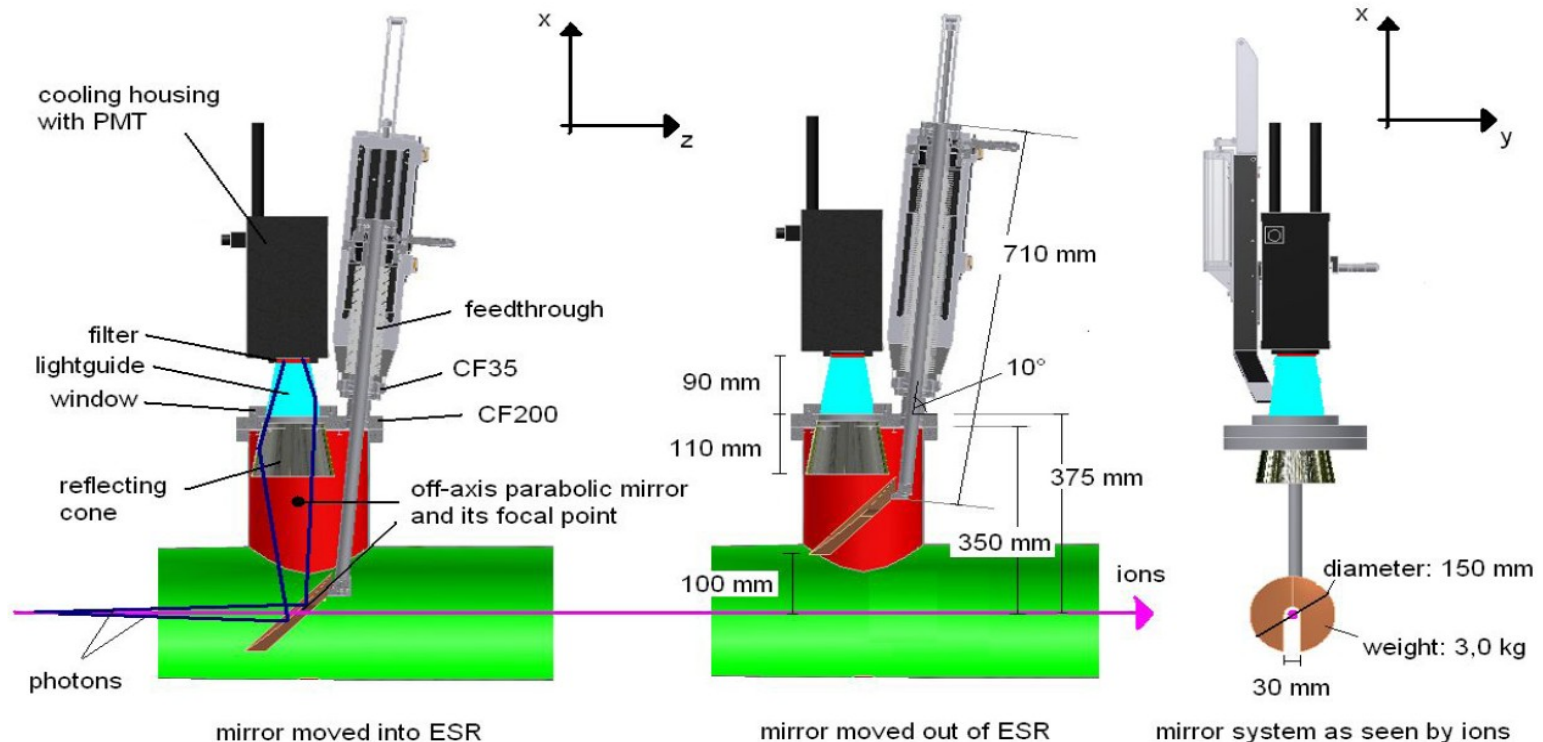 x
z
cooling housing
with PMT
filter
lightguide
window
reflecting
cone
photons
feedthrough
CF35
CF200
off-axis parabolic mirror
and its focal point
mirror moved into ESR
710 mm
10°
90 mm
110 mm
375 mm
350 mm
100 mm
ions
mirror moved out of ESR
x
y
diameter: 150 mm
weight: 3,0 kg
30 mm
mirror system as seen by ions